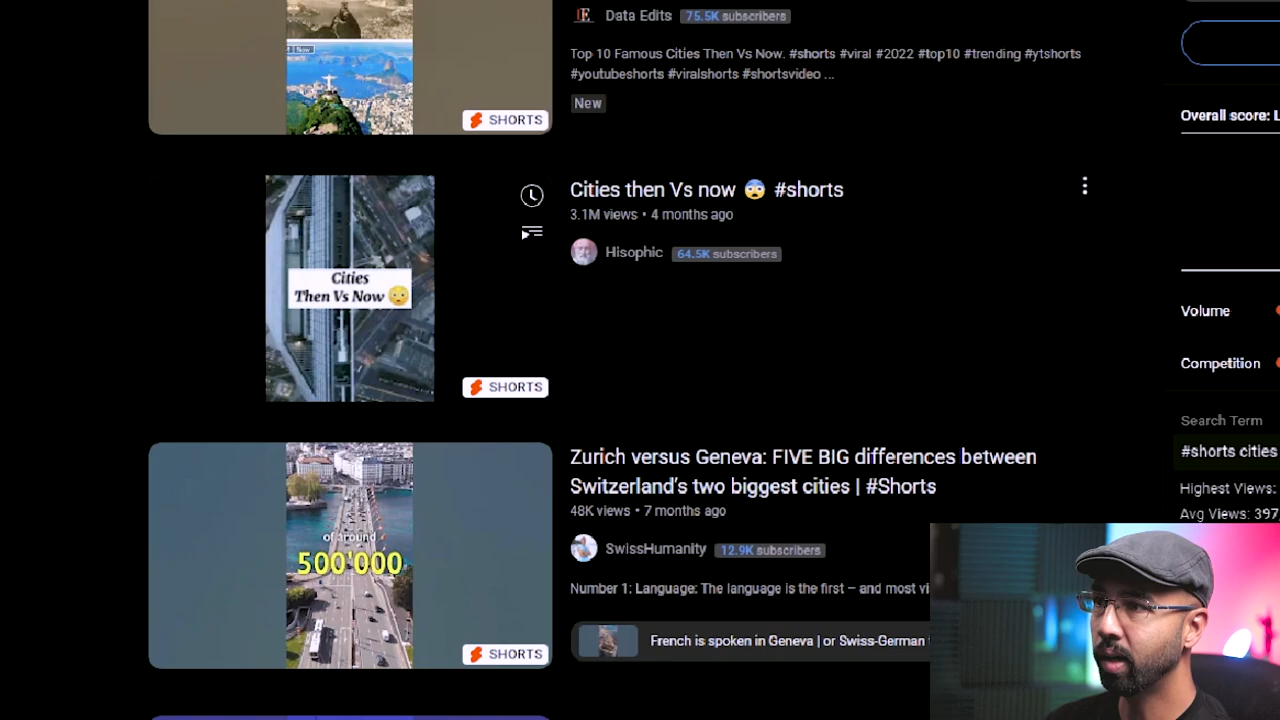 Data Edits 75.5K subscribers
Top 10 Famous Cities Then Vs Now. #shorts #viral #2022 #top10 #trending #ytshorts
#youtubeshorts #viralshorts #shortsvideo ...
New
Now
SHORTS
Overall score: L
Cities then Vs now 😨 #shorts
3.1M views • 4 months ago
Hisophic 64.5K subscribers
Cities
Then Vs Now 😳
SHORTS
Volume
Competition
Search Term
#shorts cities
Highest Views:
Avg Views: 397
Zurich versus Geneva: FIVE BIG differences between
Switzerland's two biggest cities | #Shorts
48K views • 7 months ago
SwissHumanity 12.9K subscribers
Number 1: Language: The language is the first – and most vi
French is spoken in Geneva | or Swiss-German
of around
500'000
SHORTS